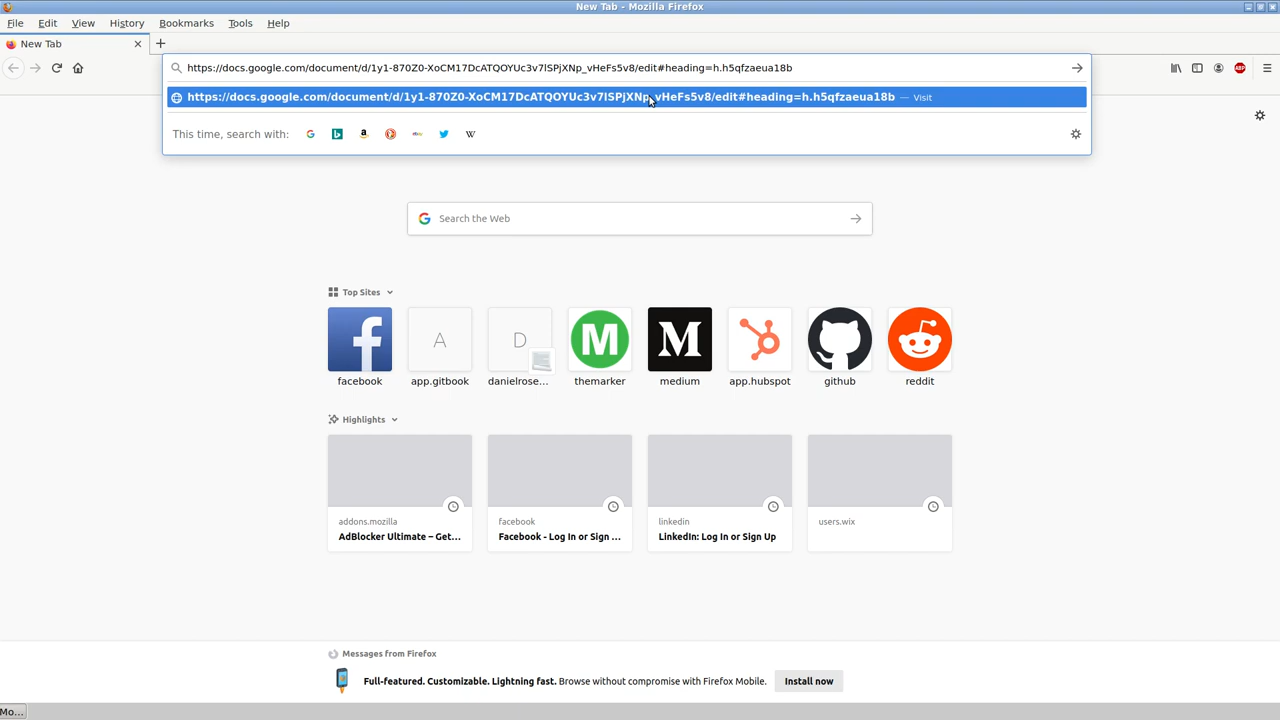 New Tab - Mozilla Firefox
File Edit View History Bookmarks Tools Help
New Tab
https://docs.google.com/document/d/1y1-870Z0-XoCM17DcATQOYUc3v7lSPjXNp_vHeFs5v8/edit#heading=h.h5qfzaeua18b
https://docs.google.com/document/d/1y1-870Z0-XoCM17DcATQOYUc3v7lSPjXNp_vHeFs5v8/edit#heading=h.h5qfzaeua18b — Visit
This time, search with:
ABP
Search the Web
Top Sites
A
D
M
M
facebook
app.gitbook
danielrose...
themarker
medium
app.hubspot
github
reddit
Highlights
addons.mozilla
AdBlocker Ultimate – Get...
facebook
Facebook - Log In or Sign ...
linkedin
LinkedIn: Log In or Sign Up
users.wix
Messages from Firefox
Full-featured. Customizable. Lightning fast. Browse without compromise with Firefox Mobile.
Install now
Mo...